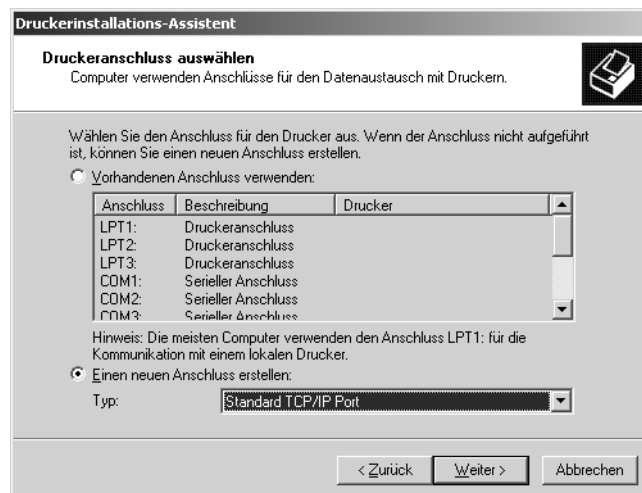 Druckerinstallations-Assistent
Druckeranschluss auswählen
Computer verwenden Anschlüsse für den Datenaustausch mit Druckern.
Wählen Sie den Anschluss für den Drucker aus. Wenn der Anschluss nicht aufgeführt
ist, können Sie einen neuen Anschluss erstellen.
Vorhandenen Anschluss verwenden:
Anschluss Beschreibung Drucker
LPT1: Druckeranschluss
LPT2: Druckeranschluss
LPT3: Druckeranschluss
COM1: Serieller Anschluss
COM2: Serieller Anschluss
COM3: Serieller Anschluss
Hinweis: Die meisten Computer verwenden den Anschluss LPT1: für die
Kommunikation mit einem lokalen Drucker.
Einen neuen Anschluss erstellen:
Typ: Standard TCP/IP Port
< Zurück Weiter > Abbrechen